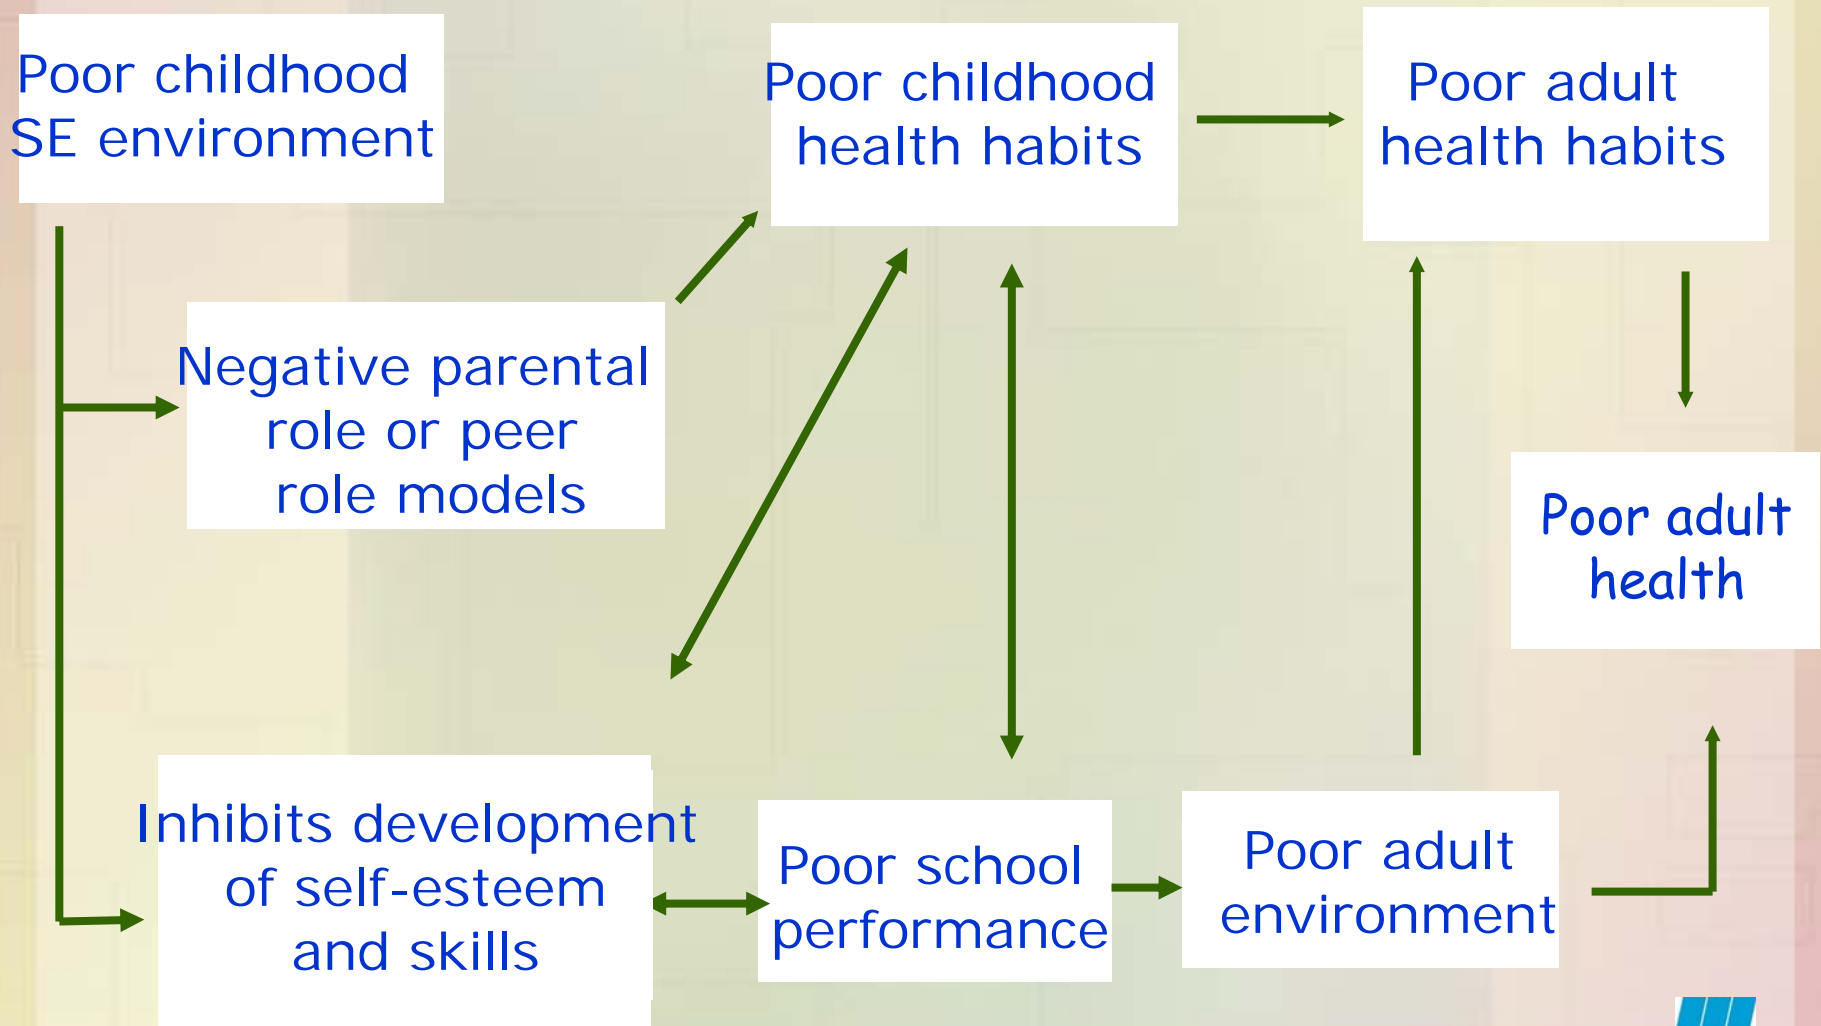 Poor childhood
SE environment
Poor childhood
health habits
Poor adult
health habits
Negative parental
role or peer
role models
Poor adult
health
Inhibits development
of self-esteem
and skills
Poor school
performance
Poor adult
environment